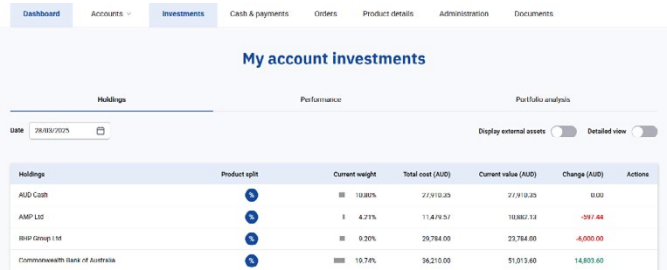 Dashboard Accounts Investments Cash & payments Orders Product details Administration Documents
My account investments
Holdings Performance Portfolio analysis
Date 28/03/2025 Display external assets Detailed view
Holdings Product split Current weight Total cost (AUD) Current value (AUD) Change (AUD) Actions
AUD Cash % 10.80% 27,910.35 27,910.35 0.00
AMP Ltd % 4.21% 11,479.57 10,882.13 -597.44
BHP Group Ltd % 9.20% 29,784.00 23,784.00 -6,000.00
Commonwealth Bank of Australia % 19.74% 36,210.00 51,013.60 14,803.60